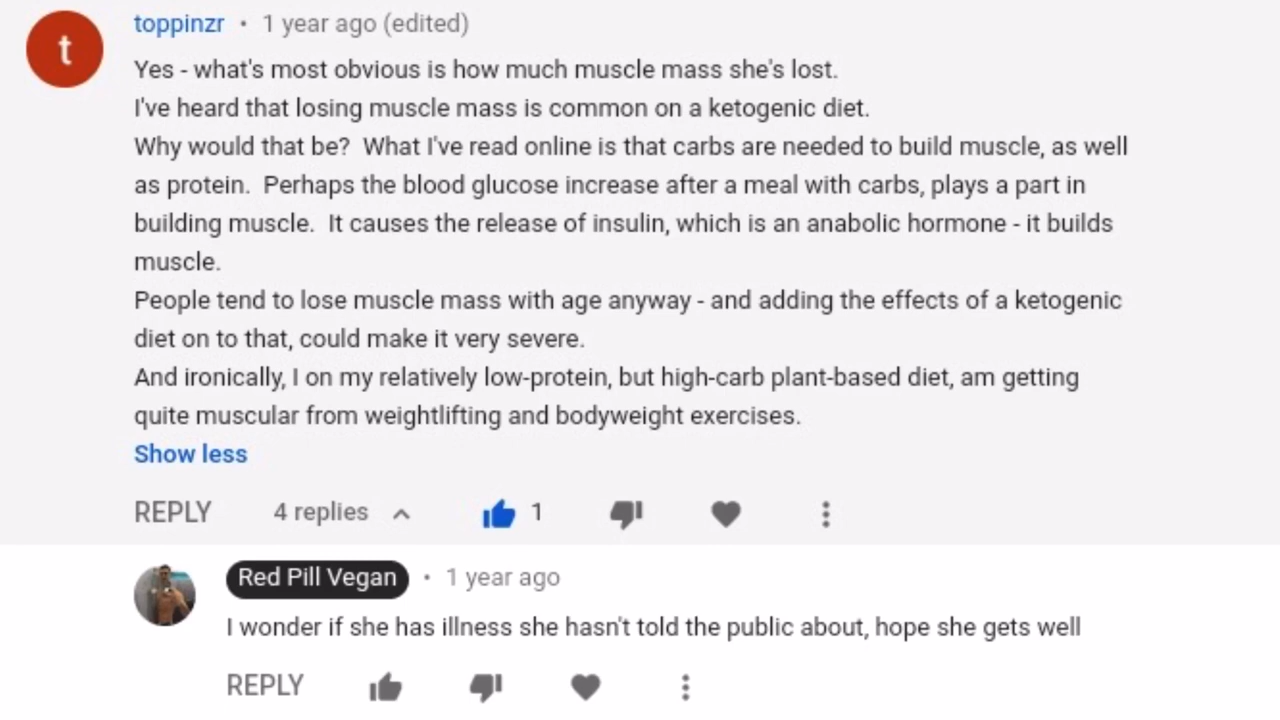 t
toppinzr • 1 year ago (edited)
Yes - what's most obvious is how much muscle mass she's lost.
I've heard that losing muscle mass is common on a ketogenic diet.
Why would that be?  What I've read online is that carbs are needed to build muscle, as well
as protein.  Perhaps the blood glucose increase after a meal with carbs, plays a part in
building muscle.  It causes the release of insulin, which is an anabolic hormone - it builds
muscle.
People tend to lose muscle mass with age anyway - and adding the effects of a ketogenic
diet on to that, could make it very severe.
And ironically, I on my relatively low-protein, but high-carb plant-based diet, am getting
quite muscular from weightlifting and bodyweight exercises.
Show less
REPLY 4 replies 1
Red Pill Vegan • 1 year ago
I wonder if she has illness she hasn't told the public about, hope she gets well
REPLY